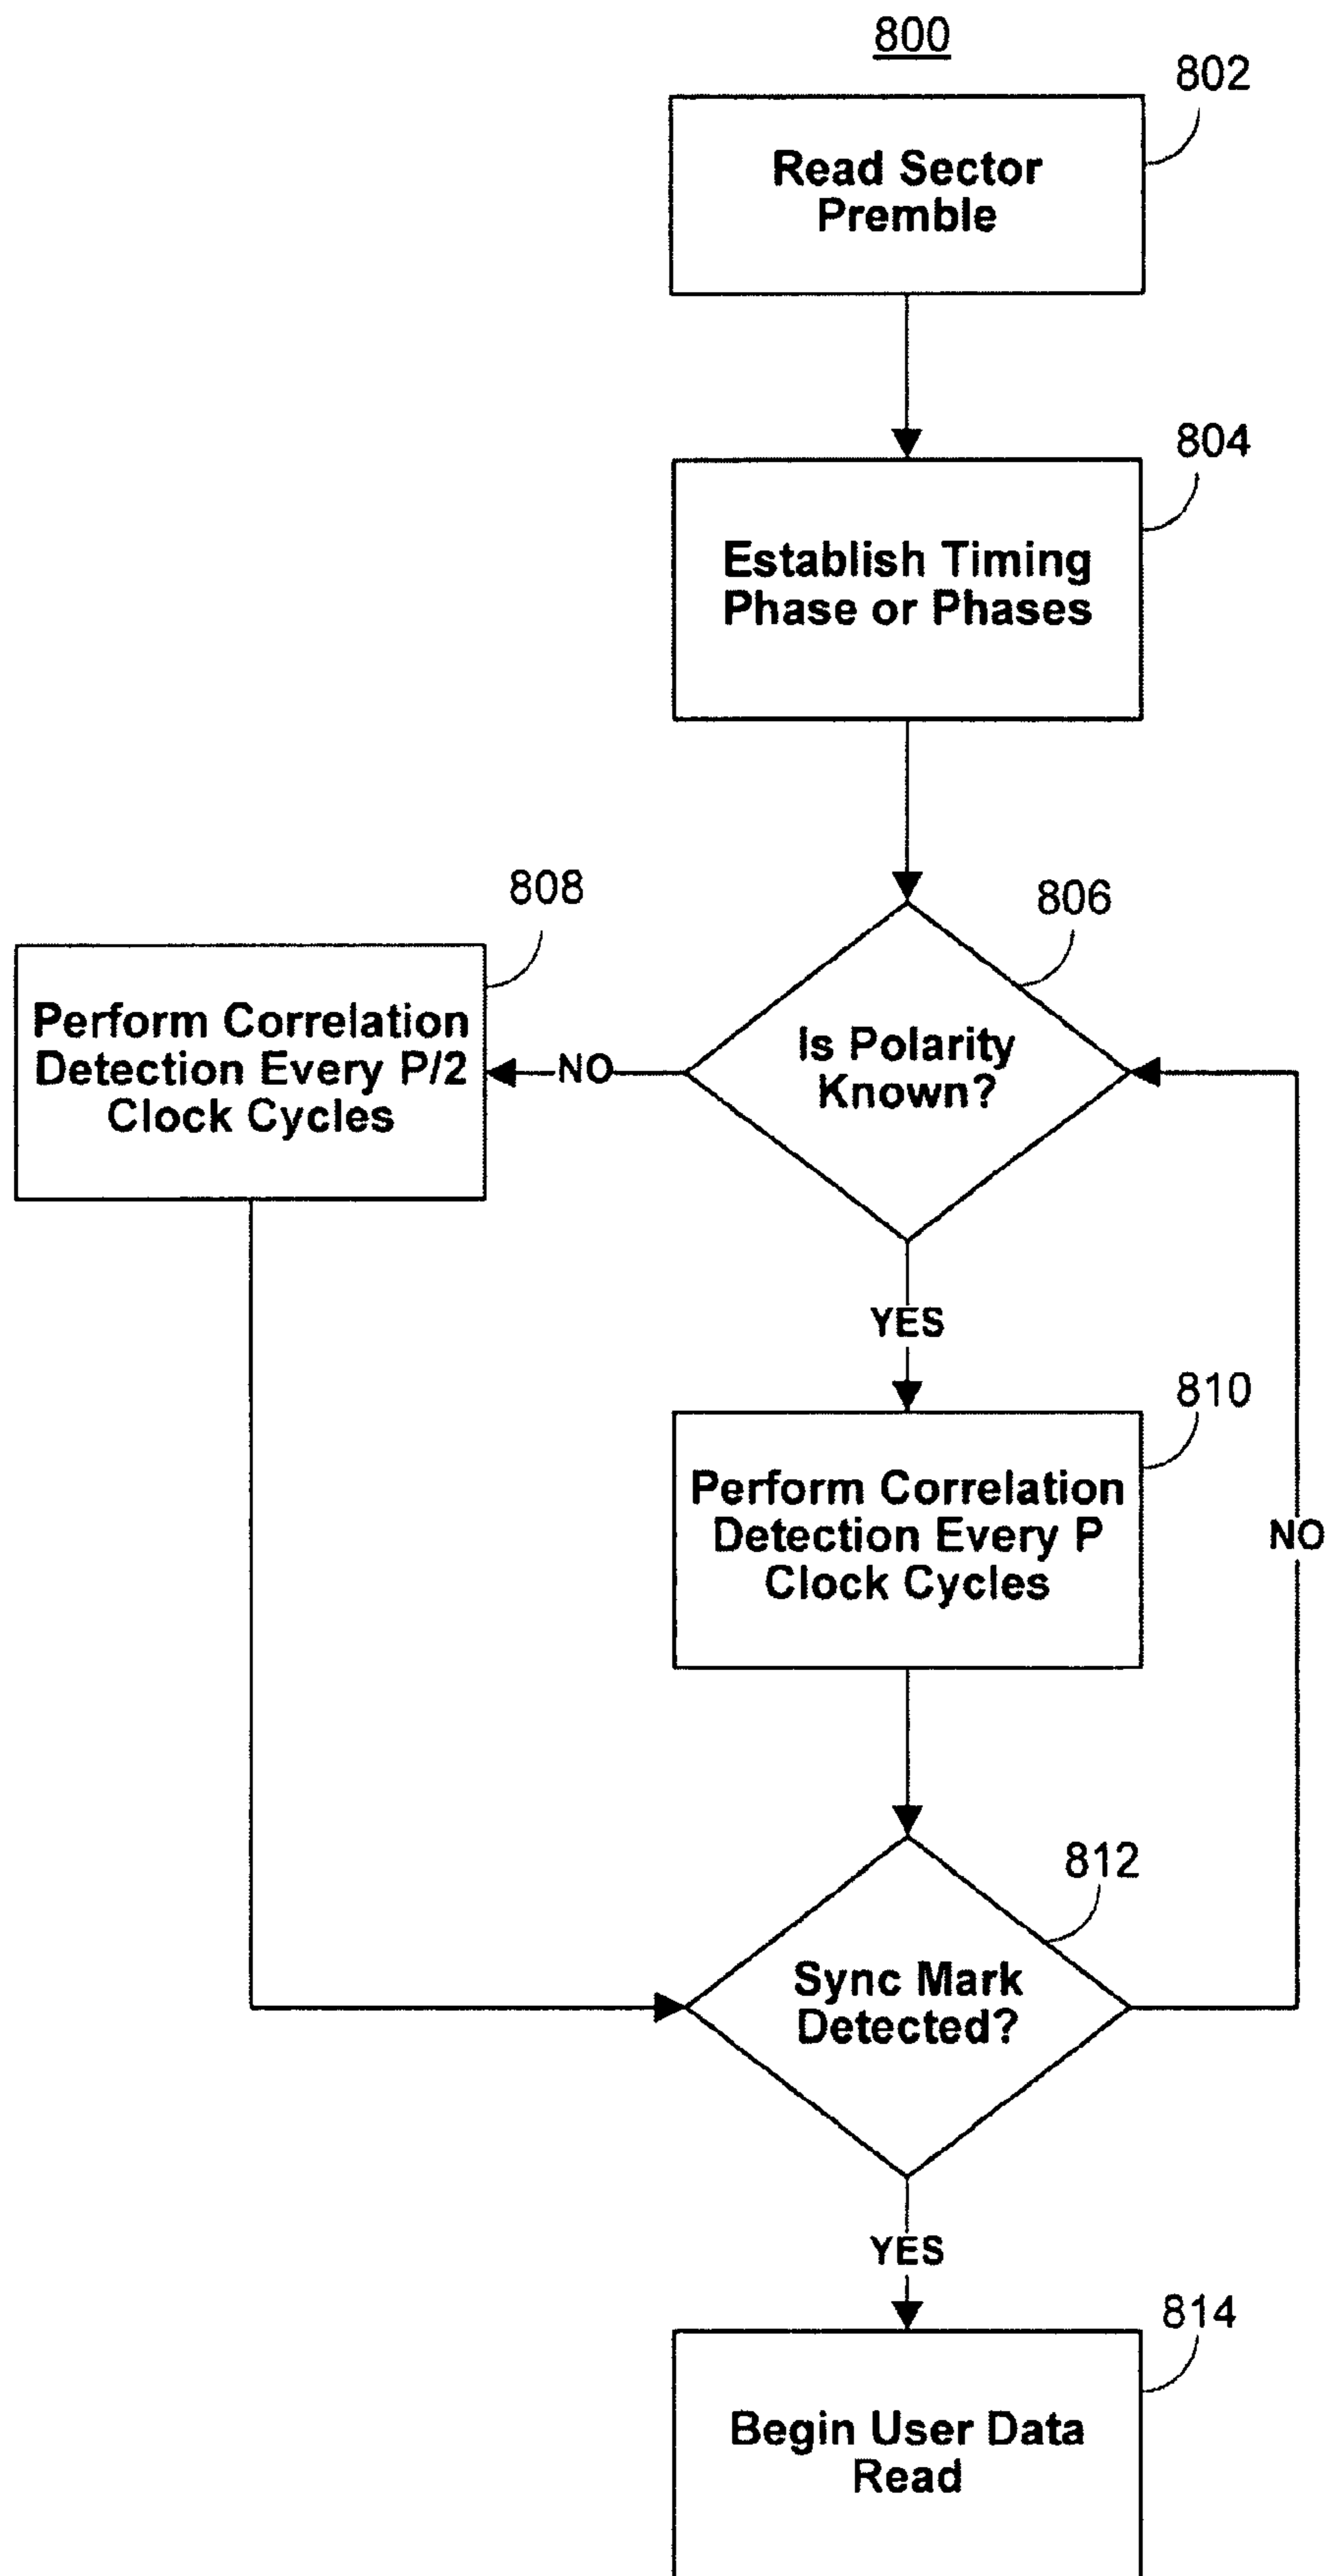 800
802
Read Sector
Premble
804
Establish Timing
Phase or Phases
808
806
Perform Correlation
Detection Every P/2
Clock Cycles
NO
Is Polarity
Known?
YES
810
Perform Correlation
Detection Every P
Clock Cycles
NO
812
Sync Mark
Detected?
YES
814
Begin User Data
Read